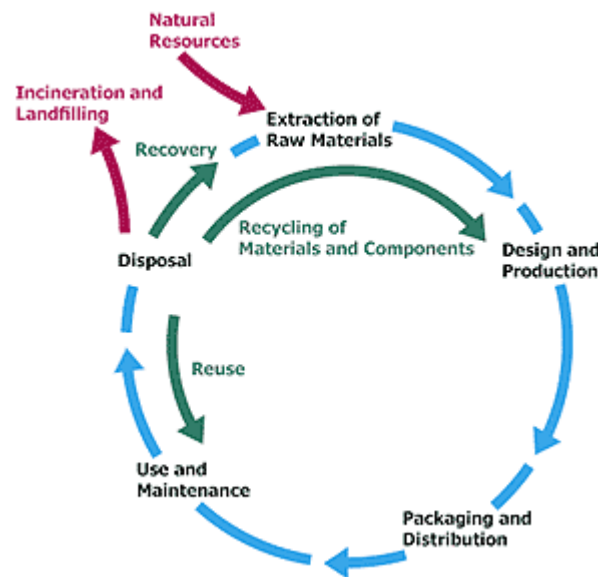 Natural
Resources
Incineration and
Landfilling
Extraction of
Raw Materials
Recovery
Recycling of
Materials and Components
Disposal
Design and
Production
Reuse
Use and
Maintenance
Packaging and
Distribution